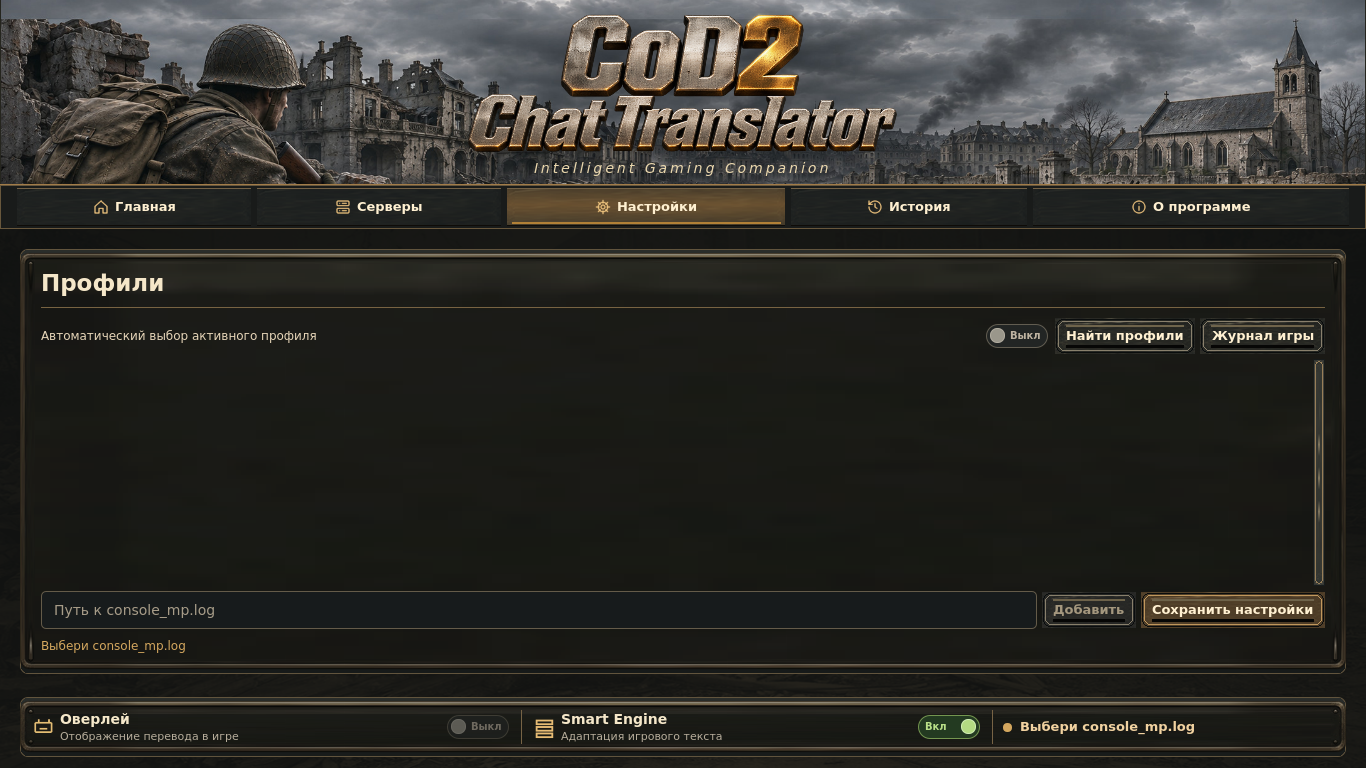 CoD2
Chat Translator
Intelligent Gaming Companion
Главная
Серверы
Настройки
История
О программе
Профили
Автоматический выбор активного профиля
Выкл
Найти профили
Журнал игры
Путь к console_mp.log
Добавить
Сохранить настройки
Выбери console_mp.log
Оверлей
Отображение перевода в игре
Выкл
Smart Engine
Адаптация игрового текста
Вкл
Выбери console_mp.log